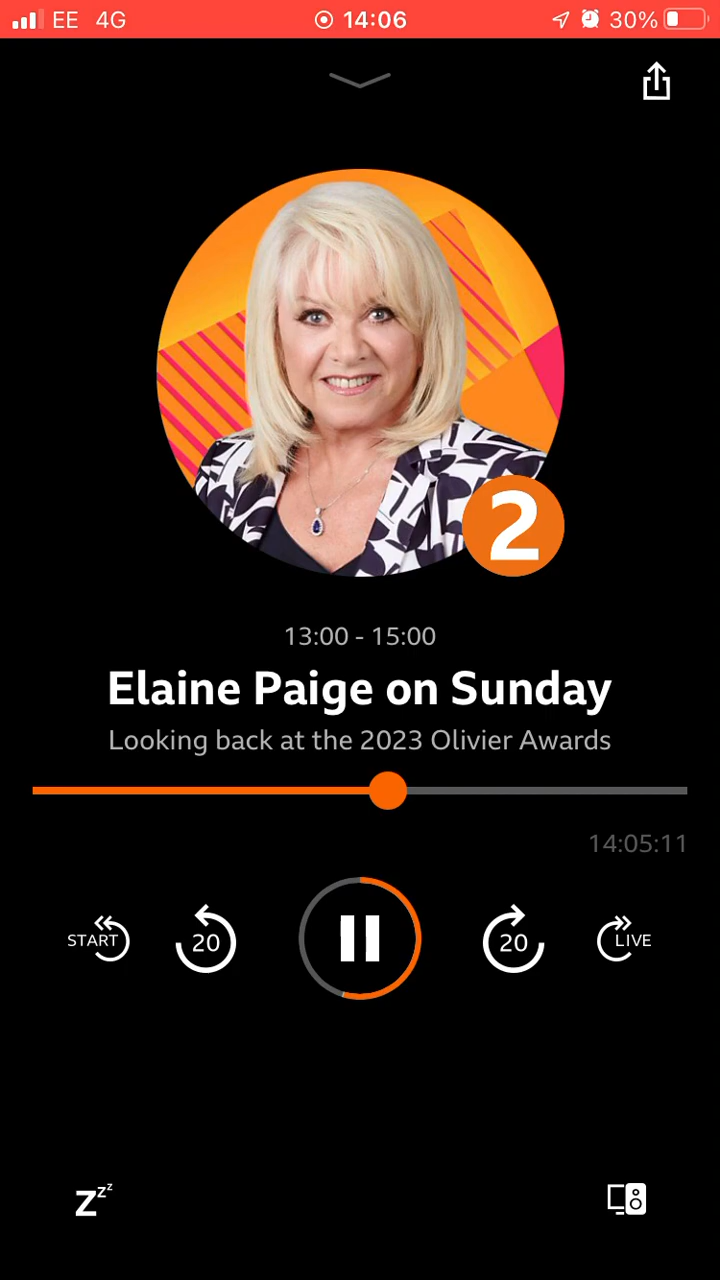 EE 4G 14:06 30%
2
13:00 - 15:00
Elaine Paige on Sunday
Looking back at the 2023 Olivier Awards
14:05:11
START 20 20 LIVE
zzz